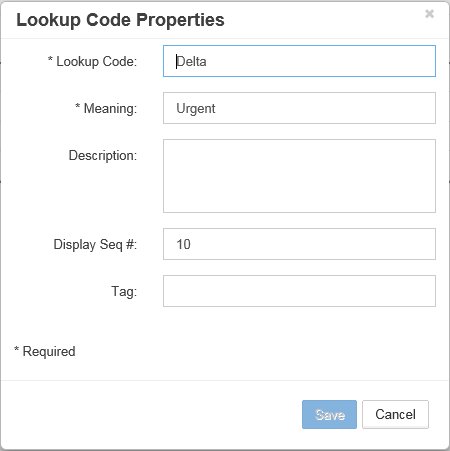 Lookup Code Properties
* Lookup Code: Delta
* Meaning: Urgent
Description:
Display Seq #: 10
Tag:
* Required
Save Cancel